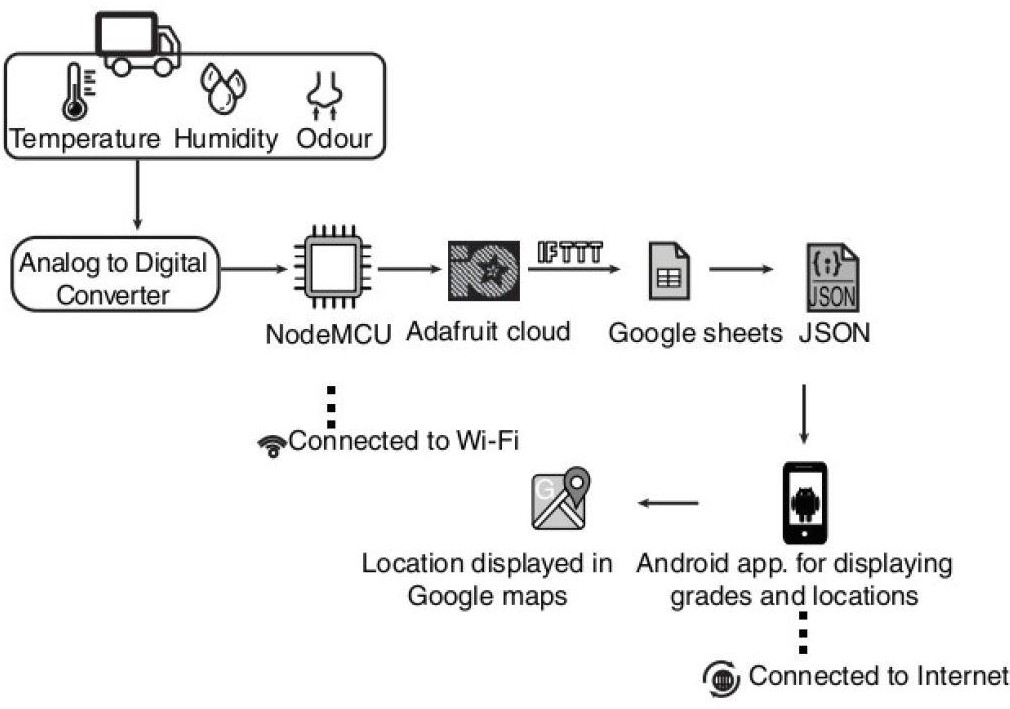 Temperature Humidity Odour
Analog to Digital
Converter
IFTTT
{;}
JSON
NodeMCU Adafruit cloud Google sheets JSON
Connected to Wi-Fi
G
Location displayed in
Google maps
Android app. for displaying
grades and locations
Connected to Internet